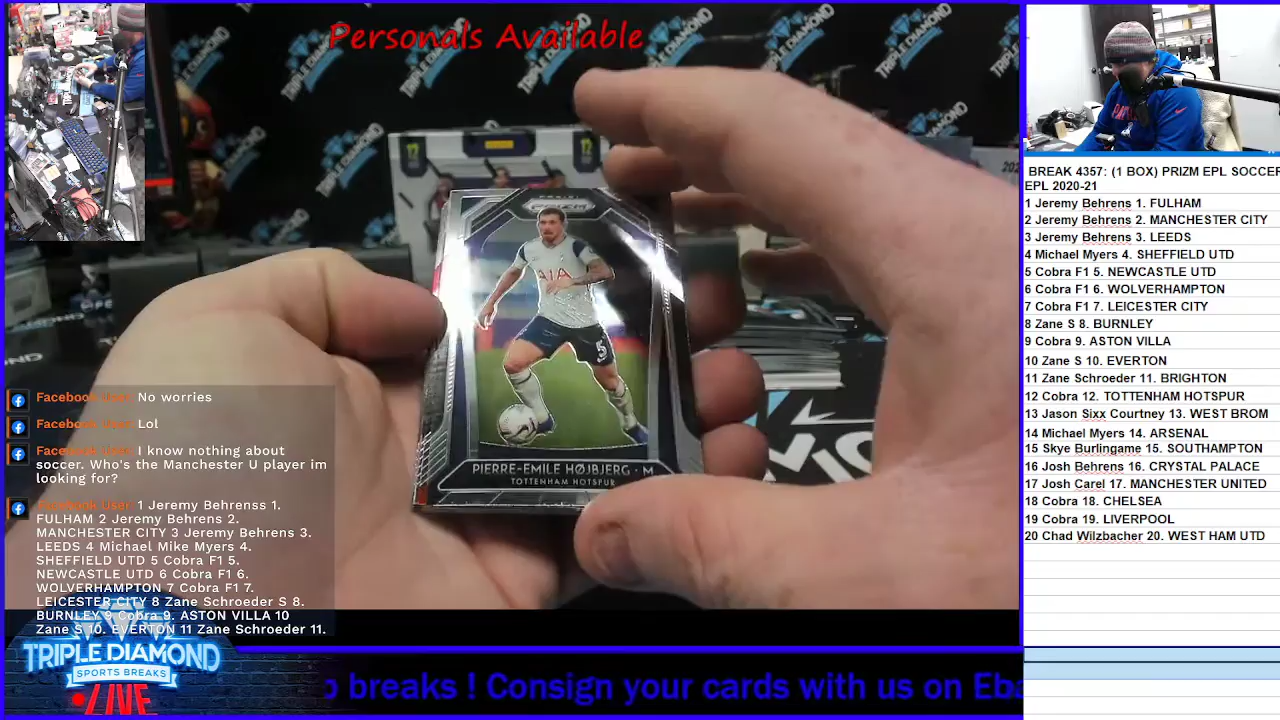 Personals Available
TRIPLE DIAMOND
PRIZM
AIA
5
PIERRE-EMILE HØJBJERG · M
TOTTENHAM HOTSPUR
Facebook User: No worries
Facebook User: Lol
Facebook User: I know nothing about
soccer. Who's the Manchester U player im
looking for?
Facebook User: 1 Jeremy Behrenss 1.
FULHAM 2 Jeremy Behrens 2.
MANCHESTER CITY 3 Jeremy Behrens 3.
LEEDS 4 Michael Mike Myers 4.
SHEFFIELD UTD 5 Cobra F1 5.
NEWCASTLE UTD 6 Cobra F1 6.
WOLVERHAMPTON 7 Cobra F1 7.
LEICESTER CITY 8 Zane Schroeder S 8.
BURNLEY 9 Cobra 9. ASTON VILLA 10
Zane S 10. EVERTON 11 Zane Schroeder 11.
TRIPLE DIAMOND
SPORTS BREAKS
LIVE
breaks ! Consign your cards with us on
BREAK 4357: (1 BOX) PRIZM EPL SOCCER
EPL 2020-21
1 Jeremy Behrens 1. FULHAM
2 Jeremy Behrens 2. MANCHESTER CITY
3 Jeremy Behrens 3. LEEDS
4 Michael Myers 4. SHEFFIELD UTD
5 Cobra F1 5. NEWCASTLE UTD
6 Cobra F1 6. WOLVERHAMPTON
7 Cobra F1 7. LEICESTER CITY
8 Zane S 8. BURNLEY
9 Cobra 9. ASTON VILLA
10 Zane S 10. EVERTON
11 Zane Schroeder 11. BRIGHTON
12 Cobra 12. TOTTENHAM HOTSPUR
13 Jason Sixx Courtney 13. WEST BROM
14 Michael Myers 14. ARSENAL
15 Skye Burlingame 15. SOUTHAMPTON
16 Josh Behrens 16. CRYSTAL PALACE
17 Josh Carel 17. MANCHESTER UNITED
18 Cobra 18. CHELSEA
19 Cobra 19. LIVERPOOL
20 Chad Wilzbacher 20. WEST HAM UTD